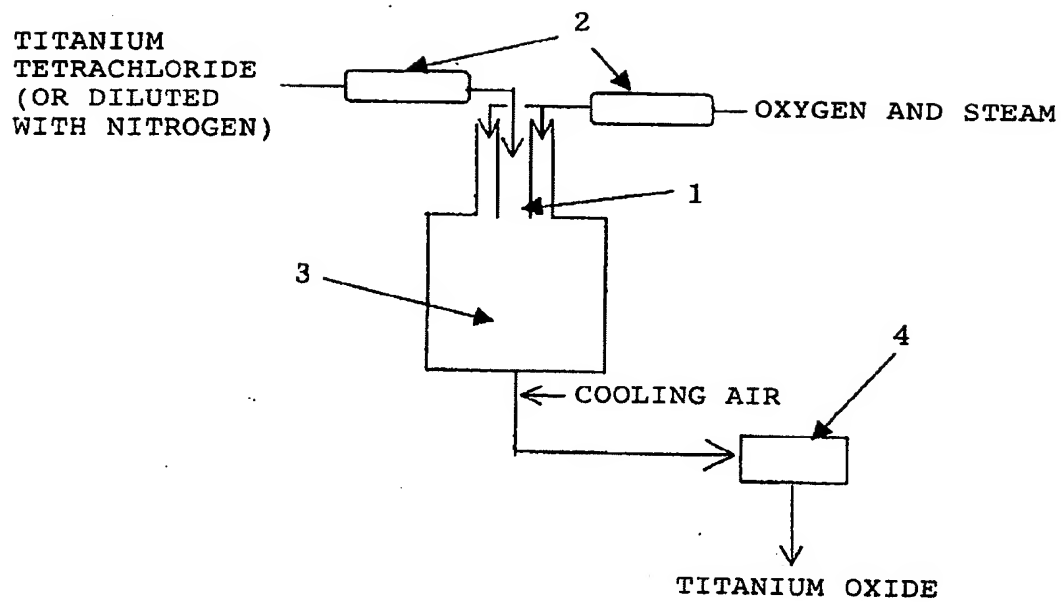 2
TITANIUM
TETRACHLORIDE
(OR DILUTED
WITH NITROGEN)
OXYGEN AND STEAM
1
3
4
COOLING AIR
TITANIUM OXIDE